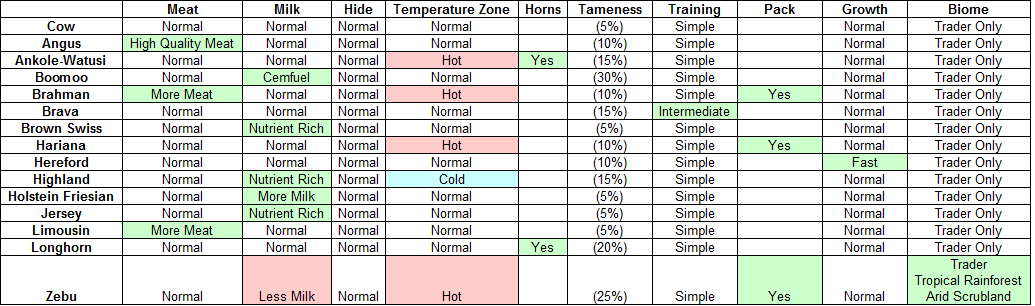 Meat Milk Hide Temperature Zone Horns Tameness Training Pack Growth Biome
Cow Normal Normal Normal Normal (5%) Simple Normal Trader Only
Angus High Quality Meat Normal Normal Normal (10%) Simple Normal Trader Only
Ankole-Watusi Normal Normal Normal Hot Yes (15%) Simple Normal Trader Only
Boomoo Normal Cemfuel Normal Normal (30%) Simple Normal Trader Only
Brahman More Meat Normal Normal Hot (10%) Simple Yes Normal Trader Only
Brava Normal Normal Normal Normal (15%) Intermediate Normal Trader Only
Brown Swiss Normal Nutrient Rich Normal Normal (5%) Simple Normal Trader Only
Hariana Normal Normal Normal Hot (10%) Simple Yes Normal Trader Only
Hereford Normal Normal Normal Normal (10%) Simple Fast Trader Only
Highland Normal Nutrient Rich Normal Cold (15%) Simple Normal Trader Only
Holstein Friesian Normal More Milk Normal Normal (5%) Simple Normal Trader Only
Jersey Normal Nutrient Rich Normal Normal (5%) Simple Normal Trader Only
Limousin More Meat Normal Normal Normal (5%) Simple Normal Trader Only
Longhorn Normal Normal Normal Normal Yes (20%) Simple Normal Trader Only
Trader
Tropical Rainforest
Zebu Normal Less Milk Normal Hot (25%) Simple Yes Normal Arid Scrubland